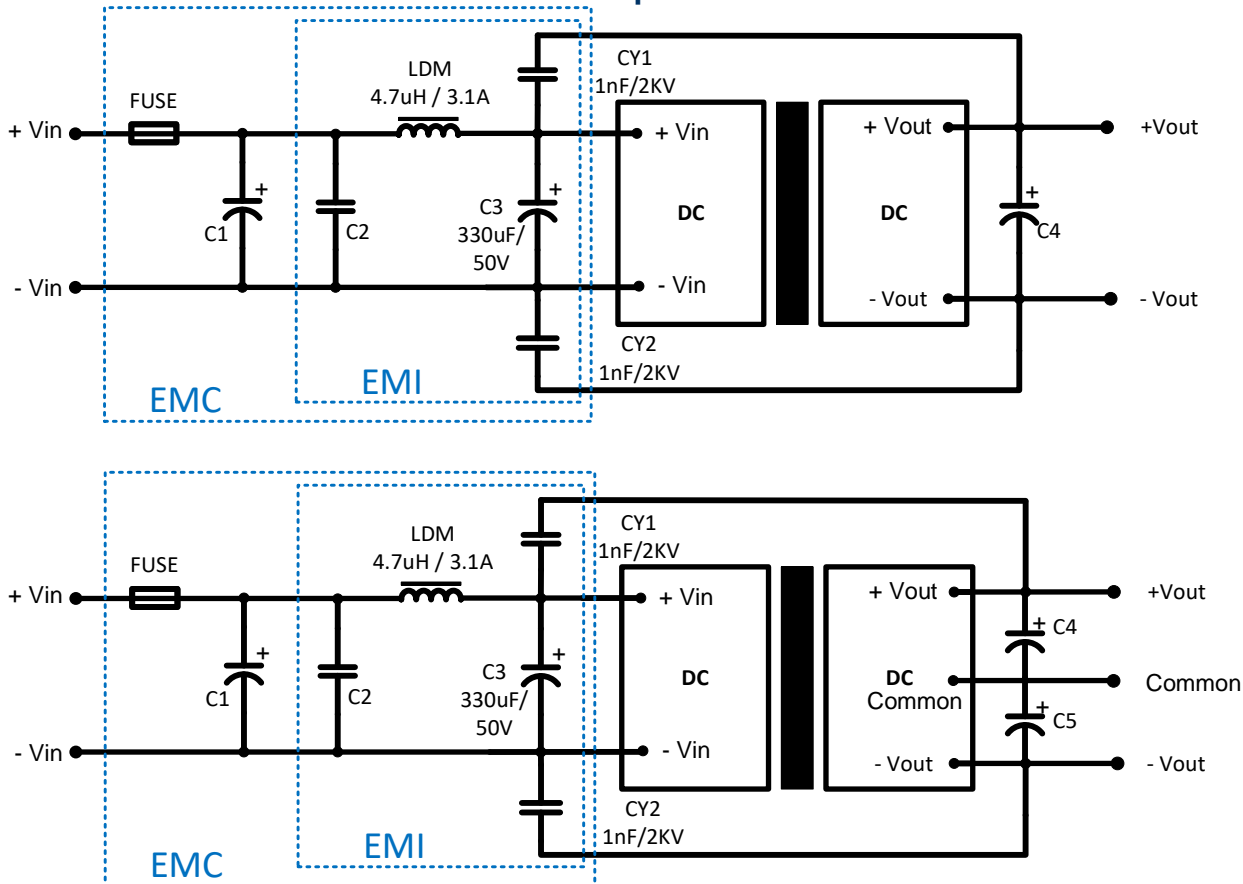 CY1
1nF/2KV
LDM
4.7uH / 3.1A
FUSE
+ Vin
+ Vin
+ Vout
+Vout
+
C1
C2
C3
330uF/
50V
+
DC
DC
+
C4
- Vin
- Vin
- Vout
- Vout
CY2
1nF/2KV
EMI
EMC
CY1
1nF/2KV
LDM
4.7uH / 3.1A
FUSE
+ Vin
+ Vin
+ Vout
+Vout
+ C4
+
C1
C2
C3
330uF/
50V
+
DC
DC
Common
Common
+
C5
- Vin
- Vin
- Vout
- Vout
CY2
1nF/2KV
EMI
EMC